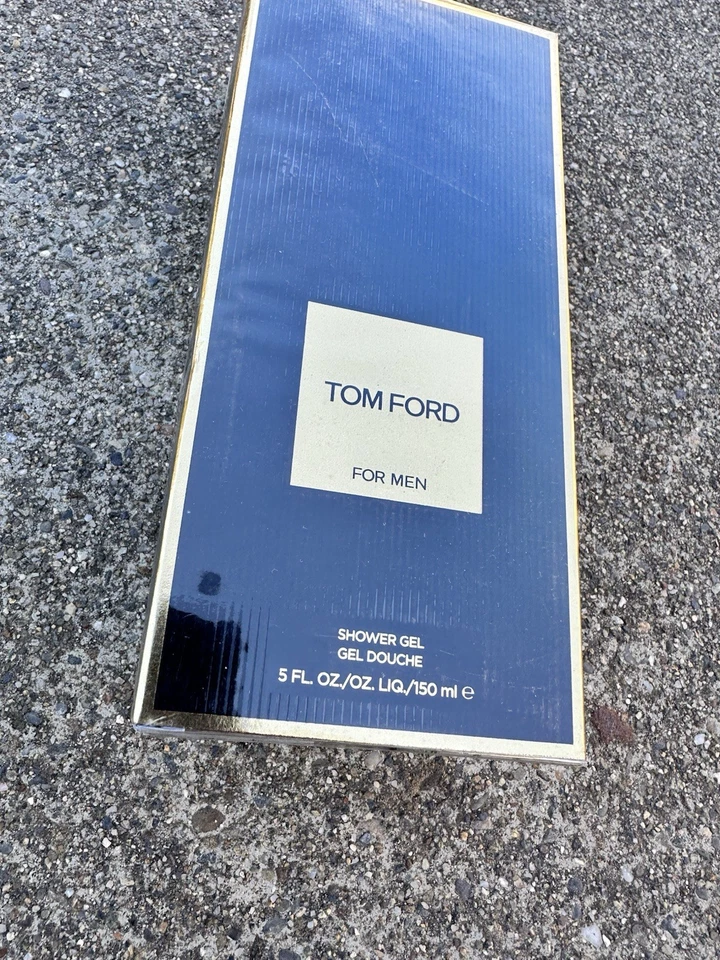 TOM FORD
FOR MEN
SHOWER GEL
GEL DOUCHE
5 FL. OZ./OZ. LIQ./150 ml ℮